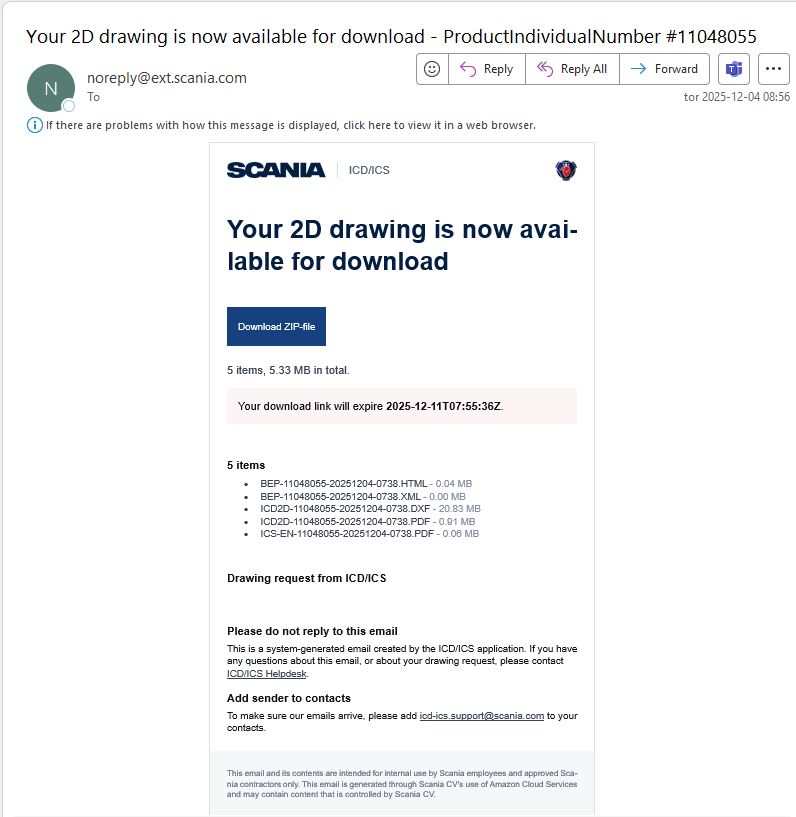 Your 2D drawing is now available for download - ProductIndividualNumber #11048055
N
noreply@ext.scania.com
To
Reply
Reply All
Forward
tor 2025-12-04 08:56
If there are problems with how this message is displayed, click here to view it in a web browser.
SCANIA
ICD/ICS
Your 2D drawing is now avai-
lable for download
Download ZIP-file
5 items, 5.33 MB in total.
Your download link will expire 2025-12-11T07:55:36Z.
5 items
• BEP-11048055-20251204-0738.HTML - 0.04 MB
• BEP-11048055-20251204-0738.XML - 0.00 MB
• ICD2D-11048055-20251204-0738.DXF - 20.83 MB
• ICD2D-11048055-20251204-0738.PDF - 0.91 MB
• ICS-EN-11048055-20251204-0738.PDF - 0.06 MB
Drawing request from ICD/ICS
Please do not reply to this email
This is a system-generated email created by the ICD/ICS application. If you have
any questions about this email, or about your drawing request, please contact
ICD/ICS Helpdesk.
Add sender to contacts
To make sure our emails arrive, please add icd-ics.support@scania.com to your
contacts.
This email and its contents are intended for internal use by Scania employees and approved Sca-
nia contractors only. This email is generated through Scania CV's use of Amazon Cloud Services
and may contain content that is controlled by Scania CV.